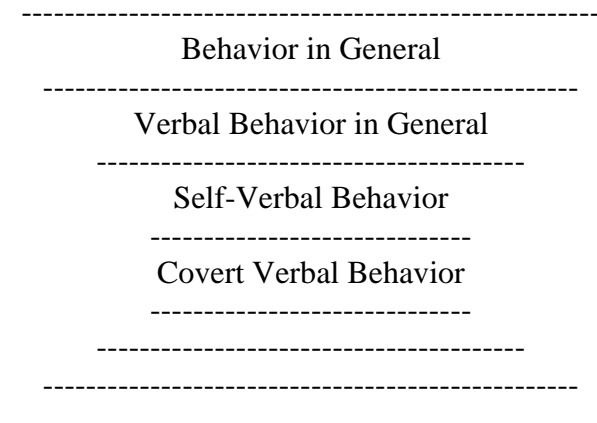 Behavior in General
Verbal Behavior in General
Self-Verbal Behavior
Covert Verbal Behavior